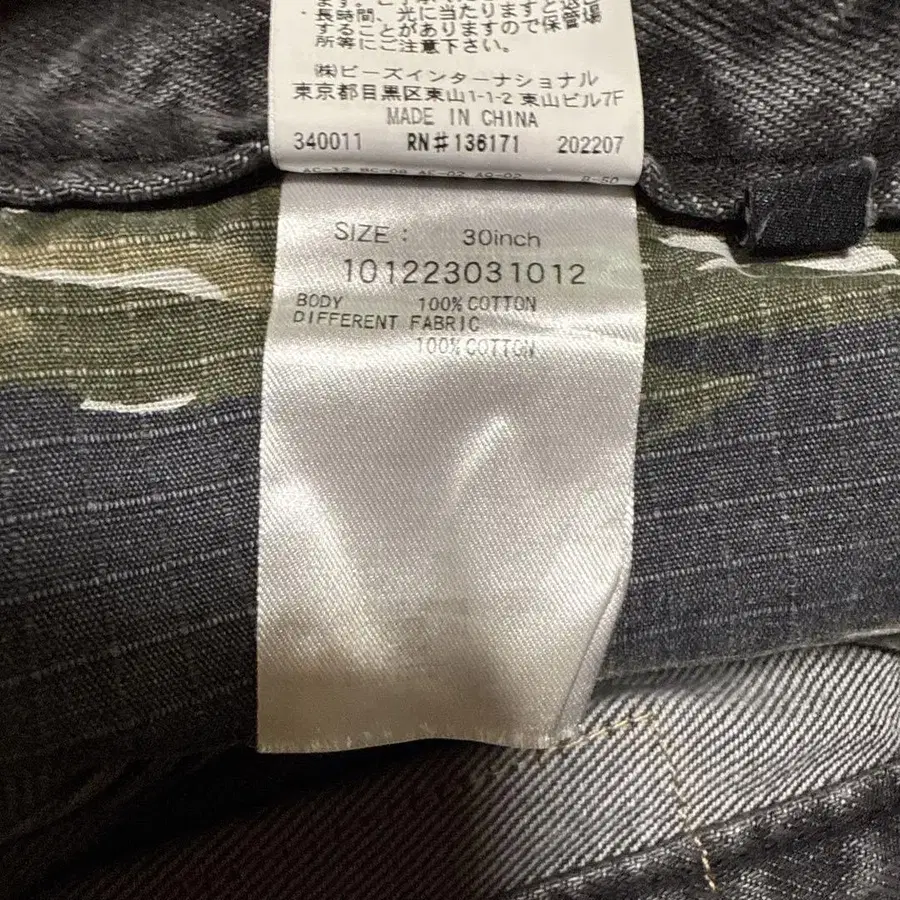 ・長時間、光に当たりますと
することがありますので保管場
所等にご注意下さい。
㈱ビーズインターナショナル
東京都目黒区東山1-1-2 東山ビル7F
MADE IN CHINA
340011 RN#136171 202207
SIZE : 30inch
101223031012
BODY 100%COTTON
DIFFERENT FABRIC
100%COTTON